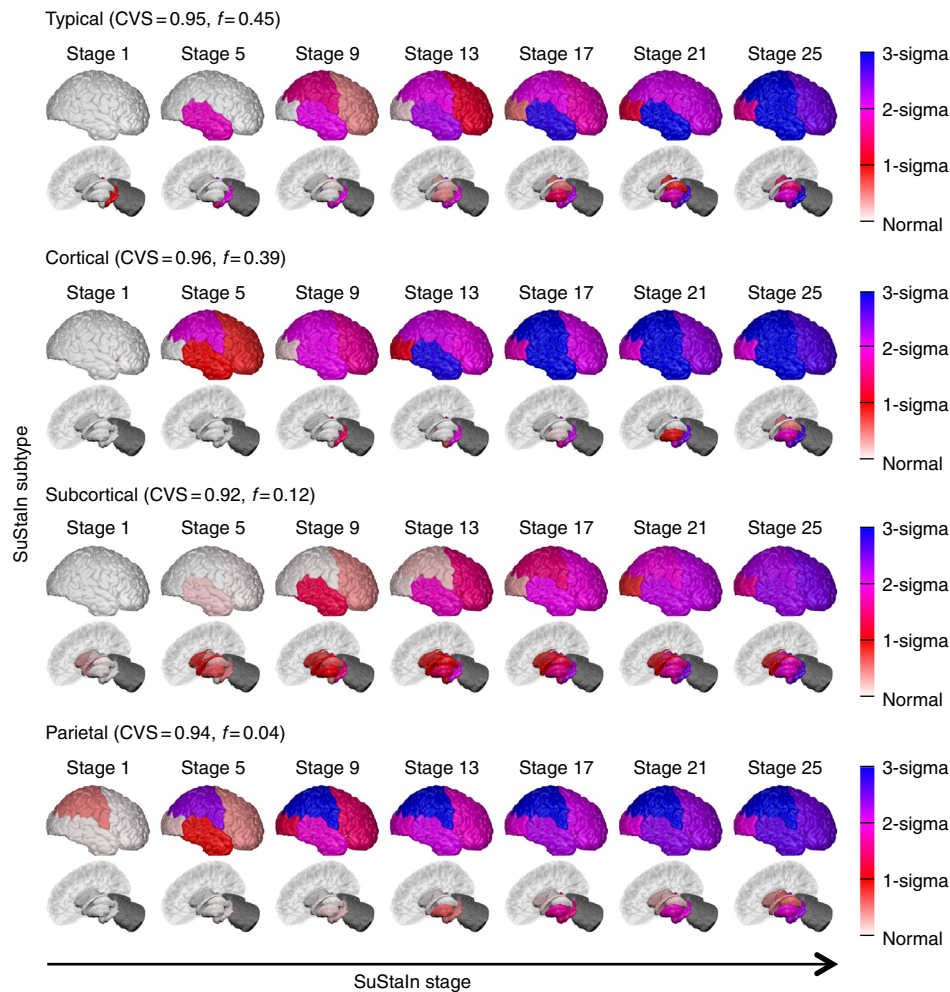 Typical (CVS = 0.95, f = 0.45)
Stage 1 Stage 5 Stage 9 Stage 13 Stage 17 Stage 21 Stage 25
3-sigma
2-sigma
1-sigma
Normal
Cortical (CVS = 0.96, f = 0.39)
Stage 1 Stage 5 Stage 9 Stage 13 Stage 17 Stage 21 Stage 25
3-sigma
2-sigma
1-sigma
Normal
SuStaIn subtype
Subcortical (CVS = 0.92, f = 0.12)
Stage 1 Stage 5 Stage 9 Stage 13 Stage 17 Stage 21 Stage 25
3-sigma
2-sigma
1-sigma
Normal
Parietal (CVS = 0.94, f = 0.04)
Stage 1 Stage 5 Stage 9 Stage 13 Stage 17 Stage 21 Stage 25
3-sigma
2-sigma
1-sigma
Normal
SuStaIn stage